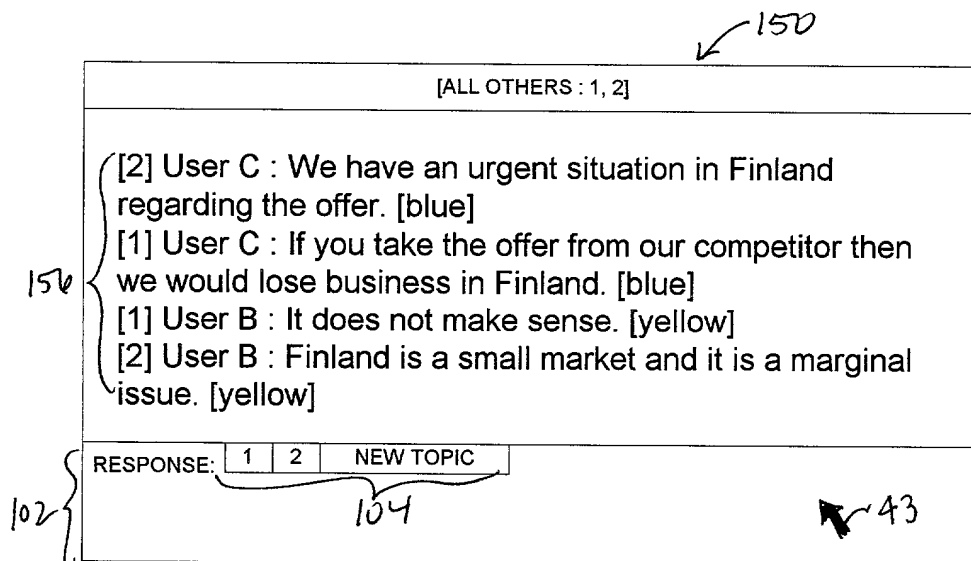 150
[ALL OTHERS : 1, 2]
[2] User C : We have an urgent situation in Finland
regarding the offer. [blue]
[1] User C : If you take the offer from our competitor then
we would lose business in Finland. [blue]
156
[1] User B : It does not make sense. [yellow]
[2] User B : Finland is a small market and it is a marginal
issue. [yellow]
RESPONSE: 1 2 NEW TOPIC
102 104 43